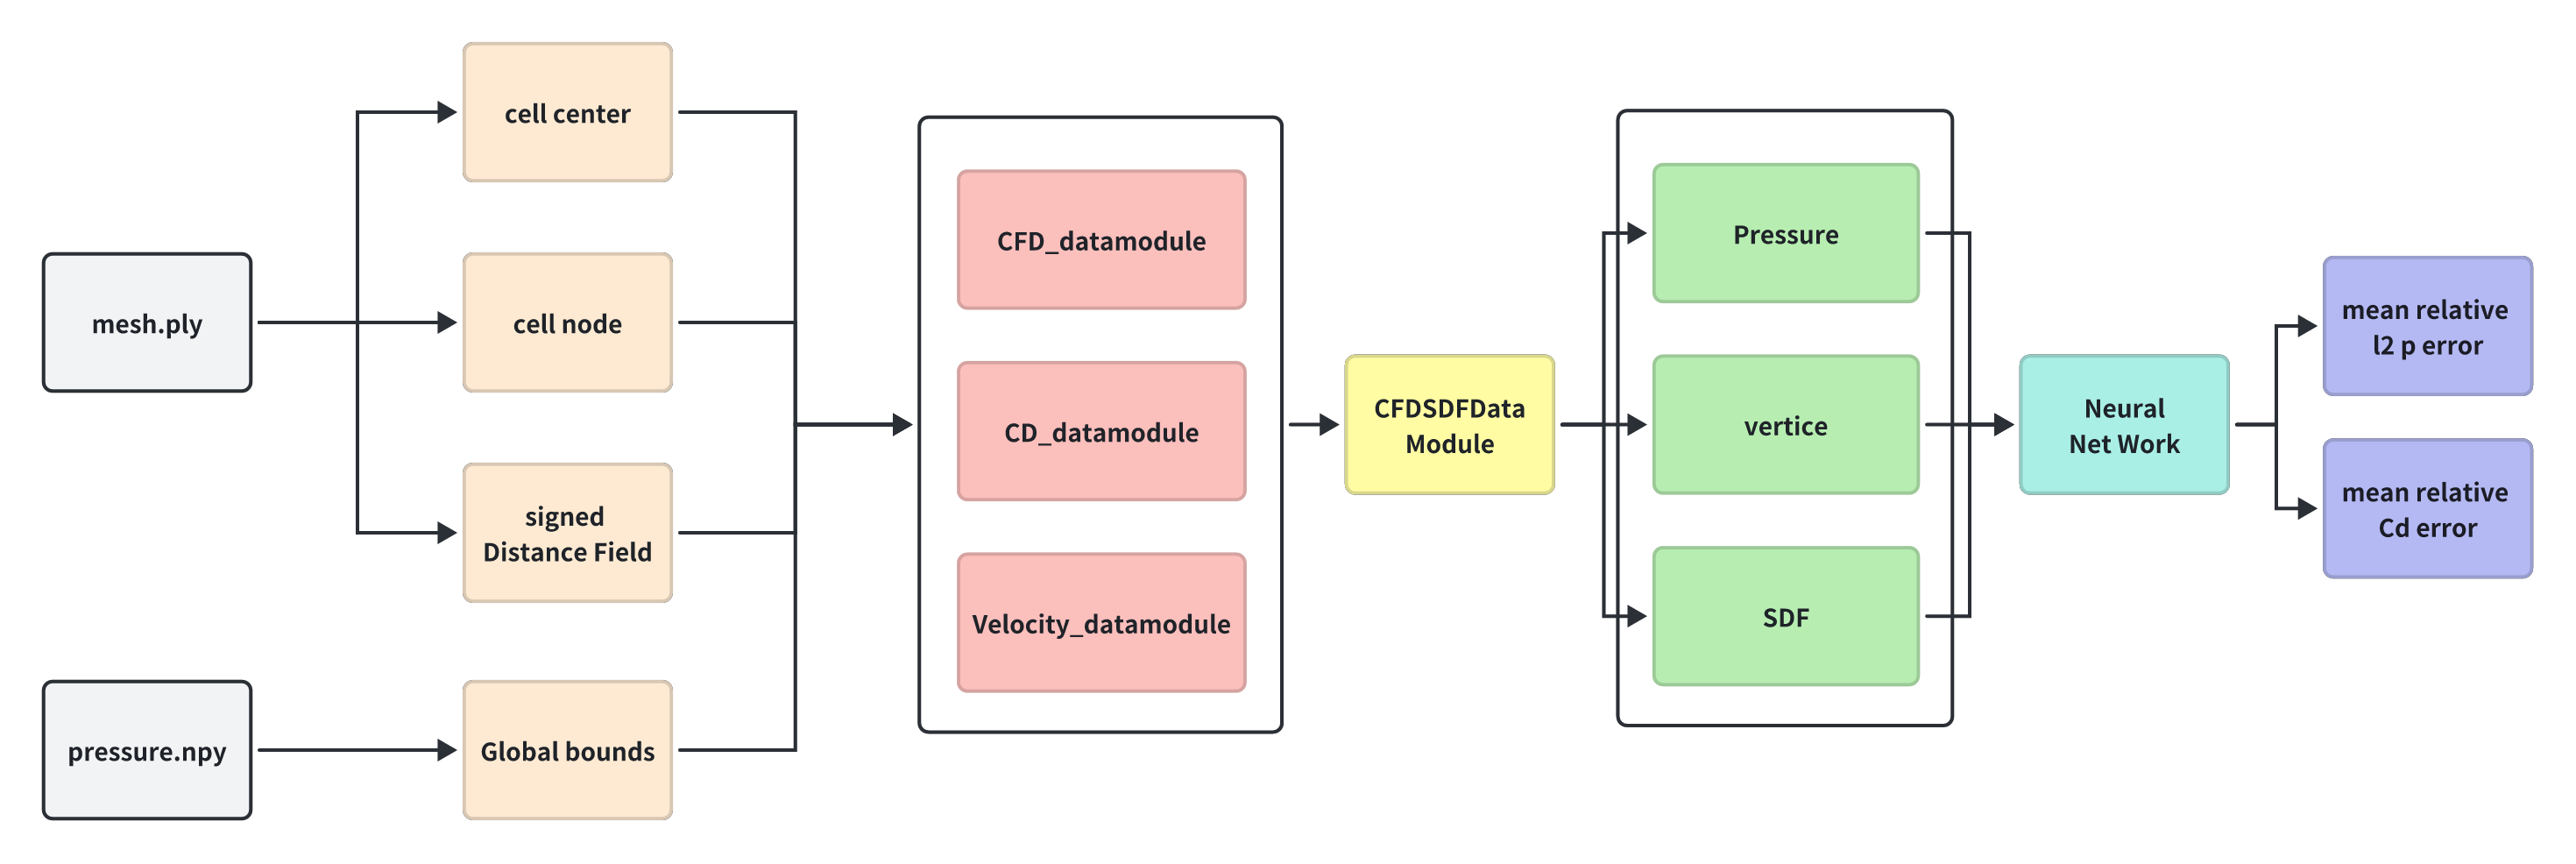 mesh.ply
pressure.npy
cell center
cell node
signed
Distance Field
Global bounds
CFD_datamodule
CD_datamodule
Velocity_datamodule
CFDSDFData
Module
Pressure
vertice
SDF
Neural
Net Work
mean relative
l2 p error
mean relative
Cd error